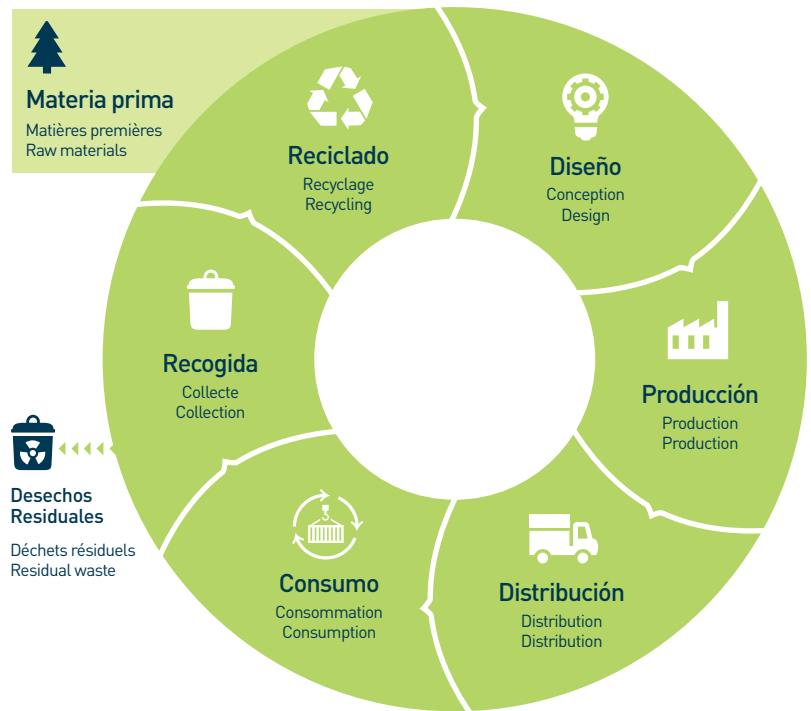 Materia prima
Matières premières
Raw materials
Reciclado
Recyclage
Recycling
Diseño
Conception
Design
Producción
Production
Production
Distribución
Distribution
Distribution
Consumo
Consommation
Consumption
Recogida
Collecte
Collection
Desechos
Residuales
Déchets résiduels
Residual waste